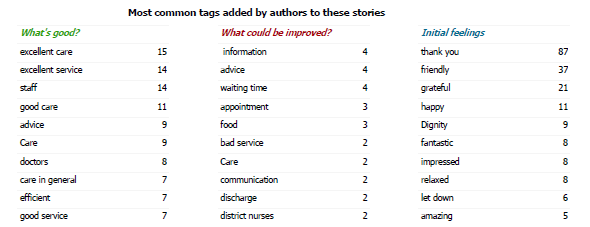 Most common tags added by authors to these stories
What's good? What could be improved? Initial feelings
excellent care 15 information 4 thank you 87
excellent service 14 advice 4 friendly 37
staff 14 waiting time 4 grateful 21
good care 11 appointment 3 happy 11
advice 9 food 3 Dignity 9
Care 9 bad service 2 fantastic 8
doctors 8 Care 2 impressed 8
care in general 7 communication 2 relaxed 8
efficient 7 discharge 2 let down 6
good service 7 district nurses 2 amazing 5